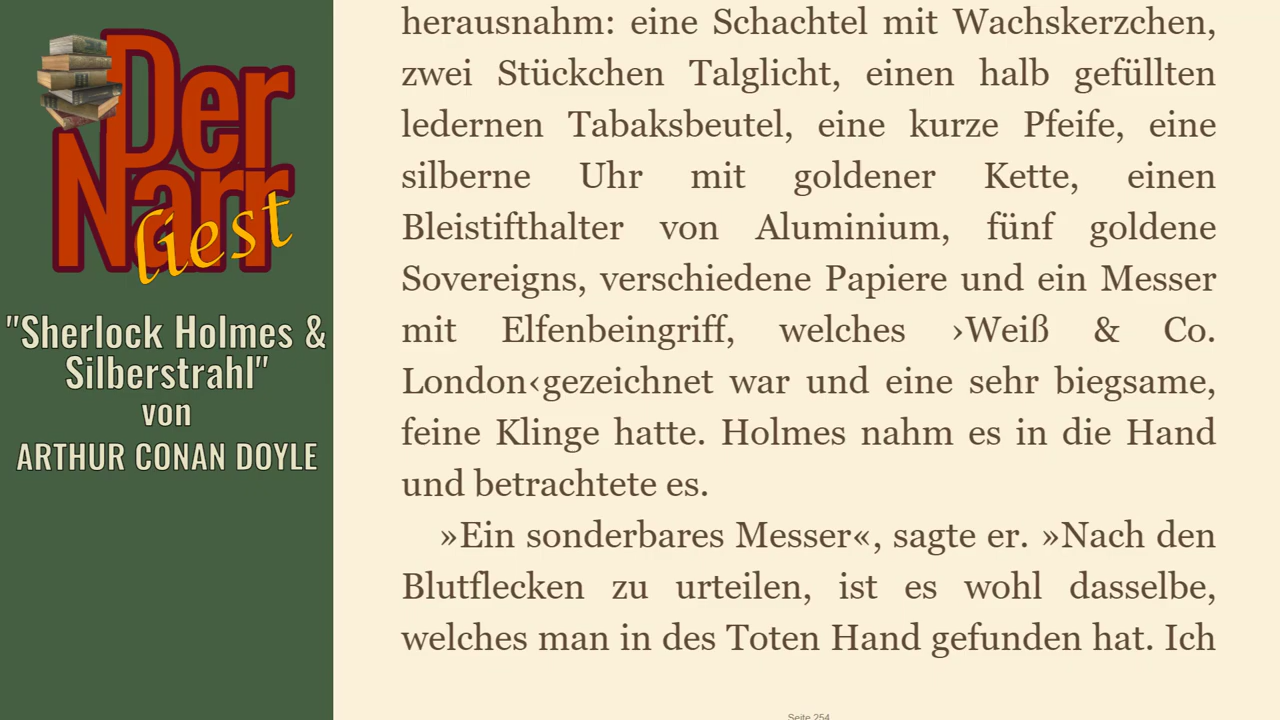 Der
Narr
liest
"Sherlock Holmes &
Silberstrahl"
von
ARTHUR CONAN DOYLE
herausnahm: eine Schachtel mit Wachskerzchen,
zwei Stückchen Talglicht, einen halb gefüllten
ledernen Tabaksbeutel, eine kurze Pfeife, eine
silberne Uhr mit goldener Kette, einen
Bleistifthalter von Aluminium, fünf goldene
Sovereigns, verschiedene Papiere und ein Messer
mit Elfenbeingriff, welches ›Weiß & Co.
London‹gezeichnet war und eine sehr biegsame,
feine Klinge hatte. Holmes nahm es in die Hand
und betrachtete es.
»Ein sonderbares Messer«, sagte er. »Nach den
Blutflecken zu urteilen, ist es wohl dasselbe,
welches man in des Toten Hand gefunden hat. Ich
Seite 254